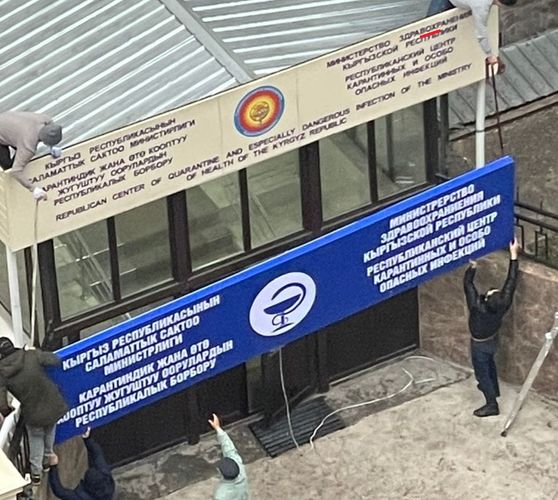 КЫРГЫЗ РЕСПУБЛИКАСЫНЫН
САЛАМАТТЫК САКТОО МИНИСТРЛИГИ
КАРАНТИНДИК ЖАНА ӨТӨ КООПТУУ
ЖУГУШТУУ ООРУЛАРДЫН
РЕСПУБЛИКАЛЫК БОРБОРУ
МИНИСТЕРСТВО ЗДРАВОХРАНЕНИЯ
КЫРГЫЗСКОЙ РЕСПУБЛИКИ
РЕСПУБЛИКАНСКИЙ ЦЕНТР
КАРАНТИННЫХ И ОСОБО
ОПАСНЫХ ИНФЕКЦИЙ
REPUBLICAN CENTER OF QUARANTINE AND ESPECIALLY DANGEROUS INFECTION OF THE MINISTRY
OF HEALTH OF THE KYRGYZ REPUBLIC
КЫРГЫЗ РЕСПУБЛИКАСЫНЫН
САЛАМАТТЫК САКТОО
МИНИСТРЛИГИ
КАРАНТИНДИК ЖАНА ӨТӨ
КООПТУУ ЖУГУШТУУ ООРУЛАРДЫН
РЕСПУБЛИКАЛЫК БОРБОРУ
МИНИСТРЕРСТВО
ЗДРАВООХРАНИЕНИЯ
КЫРГЫЗСКОЙ РЕСПУБЛИКИ
РЕСПУБЛИКАНСКИЙ ЦЕНТР
КАРАНТИННЫХ И ОСОБО
ОПАСНЫХ ИНФЕКЦИЙ